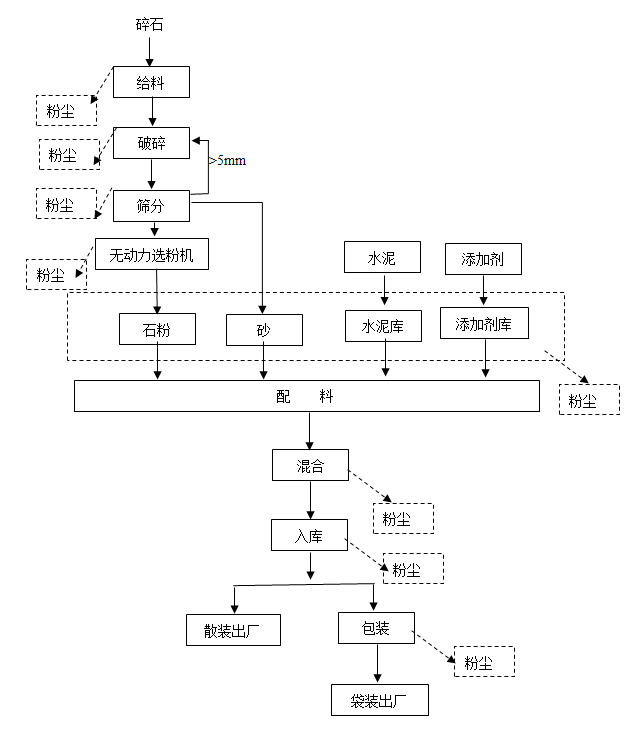 碎石
给料
粉尘
破碎
粉尘
>5mm
筛分
粉尘
无动力选粉机
粉尘
水泥
添加剂
石粉
砂
水泥库
添加剂库
粉尘
配 料
混合
粉尘
入库
粉尘
散装出厂
包装
粉尘
袋装出厂